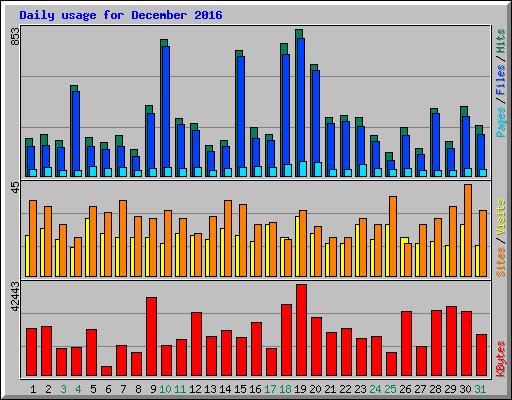 Daily usage for December 2016
853
Pages / Files / Hits
45
Sites / Visits
42443
KBytes
1 2 3 4 5 6 7 8 9 10 11 12 13 14 15 16 17 18 19 20 21 22 23 24 25 26 27 28 29 30 31